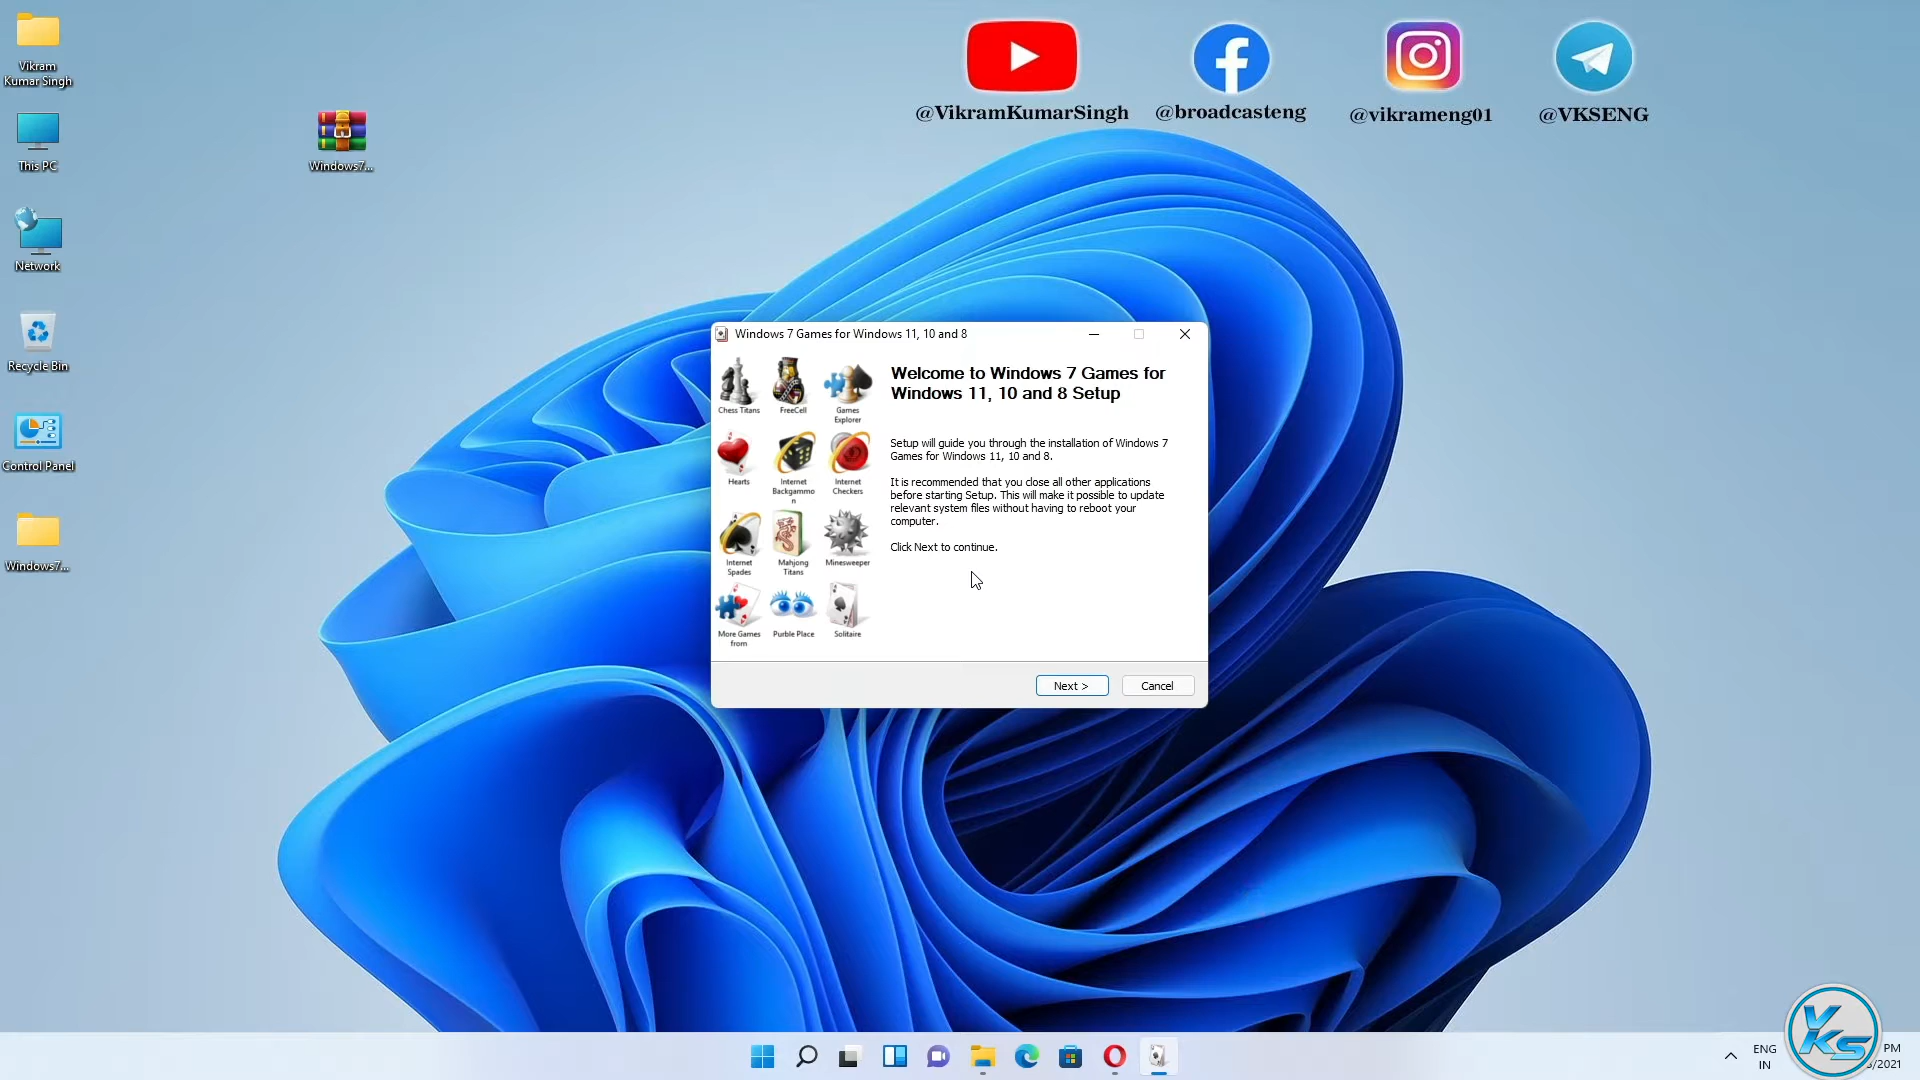 Vikram
Kumar Singh
This PC
Network
Recycle Bin
Control Panel
Windows7...
Windows7...
@VikramKumarSingh
@broadcasteng
@vikrameng01
@VKSENG
Windows 7 Games for Windows 11, 10 and 8
Chess Titans
FreeCell
Games
Explorer
Hearts
Internet
Backgammo
n
Internet
Checkers
Internet
Spades
Mahjong
Titans
Minesweeper
More Games
from
Purble Place
Solitaire
Welcome to Windows 7 Games for
Windows 11, 10 and 8 Setup
Setup will guide you through the installation of Windows 7
Games for Windows 11, 10 and 8.
It is recommended that you close all other applications
before starting Setup. This will make it possible to update
relevant system files without having to reboot your
computer.
Click Next to continue.
Next >
Cancel
ENG
IN
VKS
PM
/2021